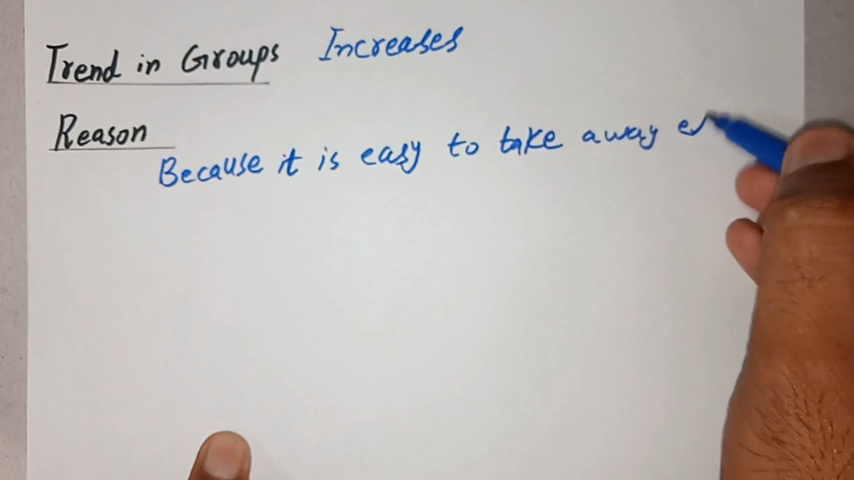 Trend in Groups Increases
Reason
Because it is easy to take away